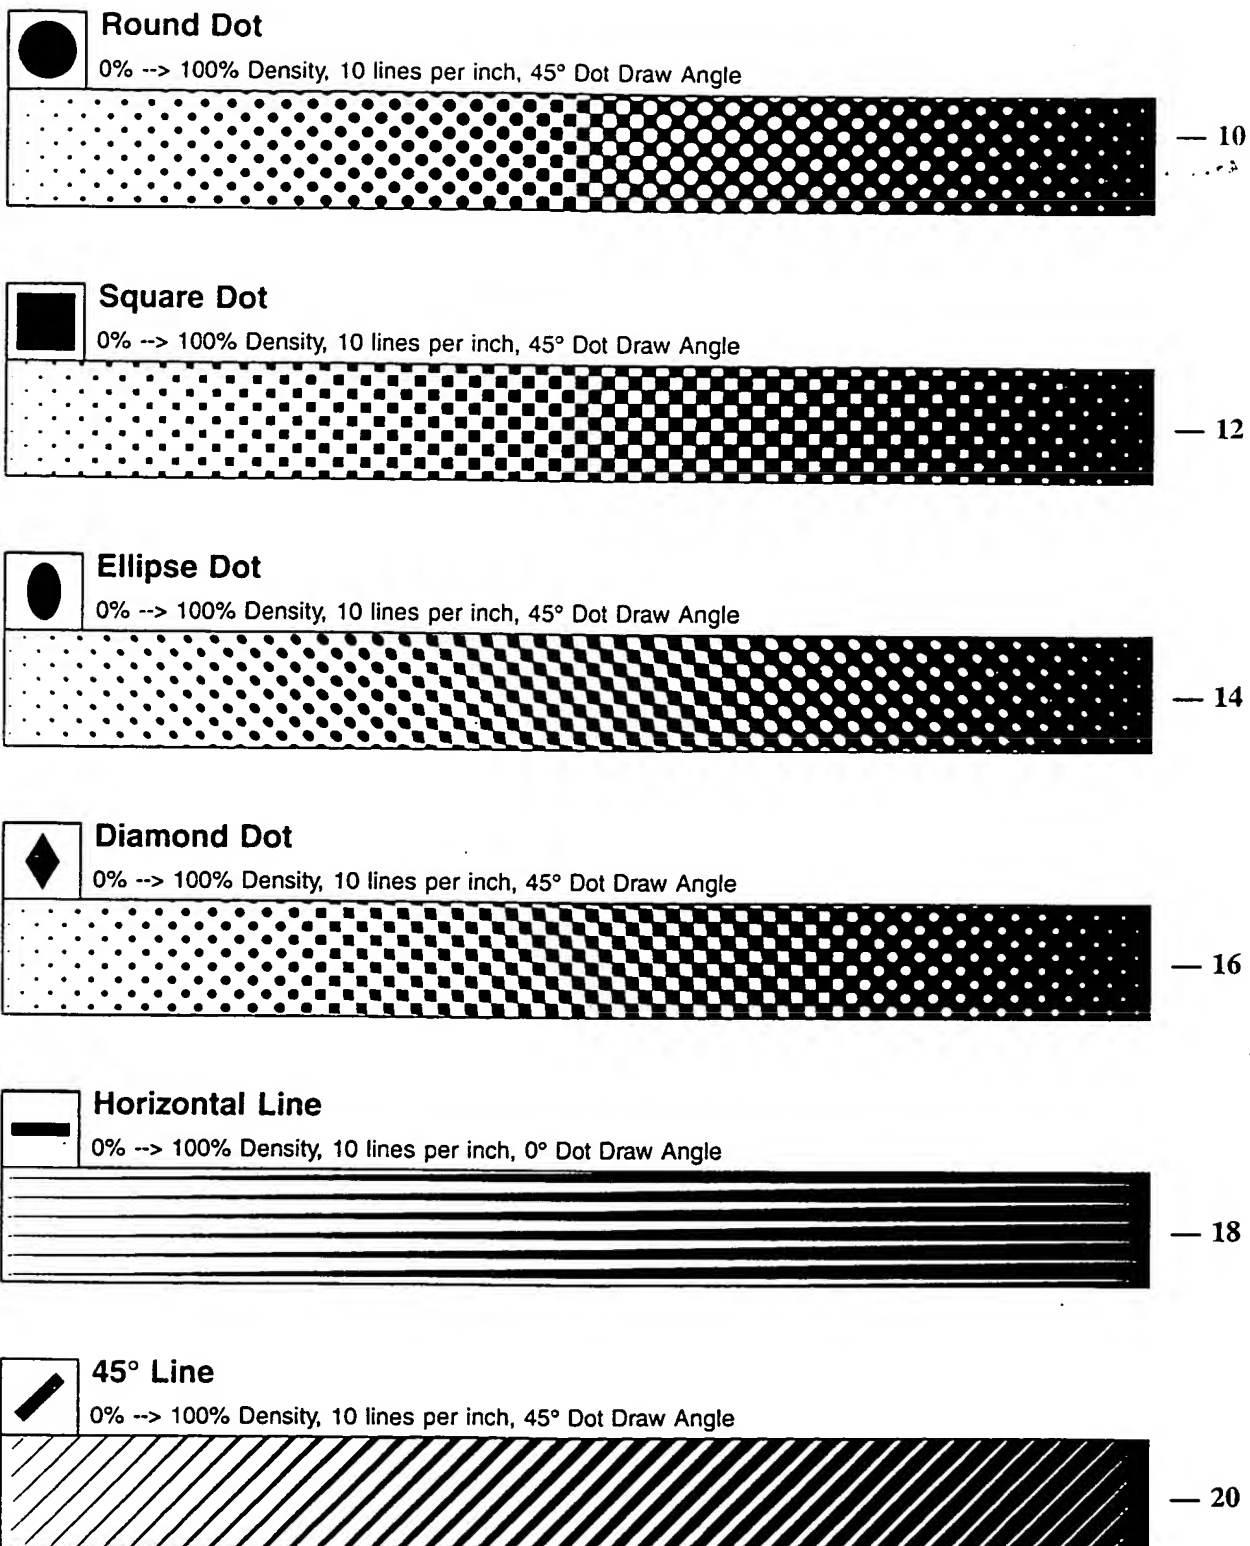 Round Dot
0% --> 100% Density, 10 lines per inch, 45° Dot Draw Angle
— 10
Square Dot
0% --> 100% Density, 10 lines per inch, 45° Dot Draw Angle
— 12
Ellipse Dot
0% --> 100% Density, 10 lines per inch, 45° Dot Draw Angle
— 14
Diamond Dot
0% --> 100% Density, 10 lines per inch, 45° Dot Draw Angle
— 16
Horizontal Line
0% --> 100% Density, 10 lines per inch, 0° Dot Draw Angle
— 18
45° Line
0% --> 100% Density, 10 lines per inch, 45° Dot Draw Angle
— 20